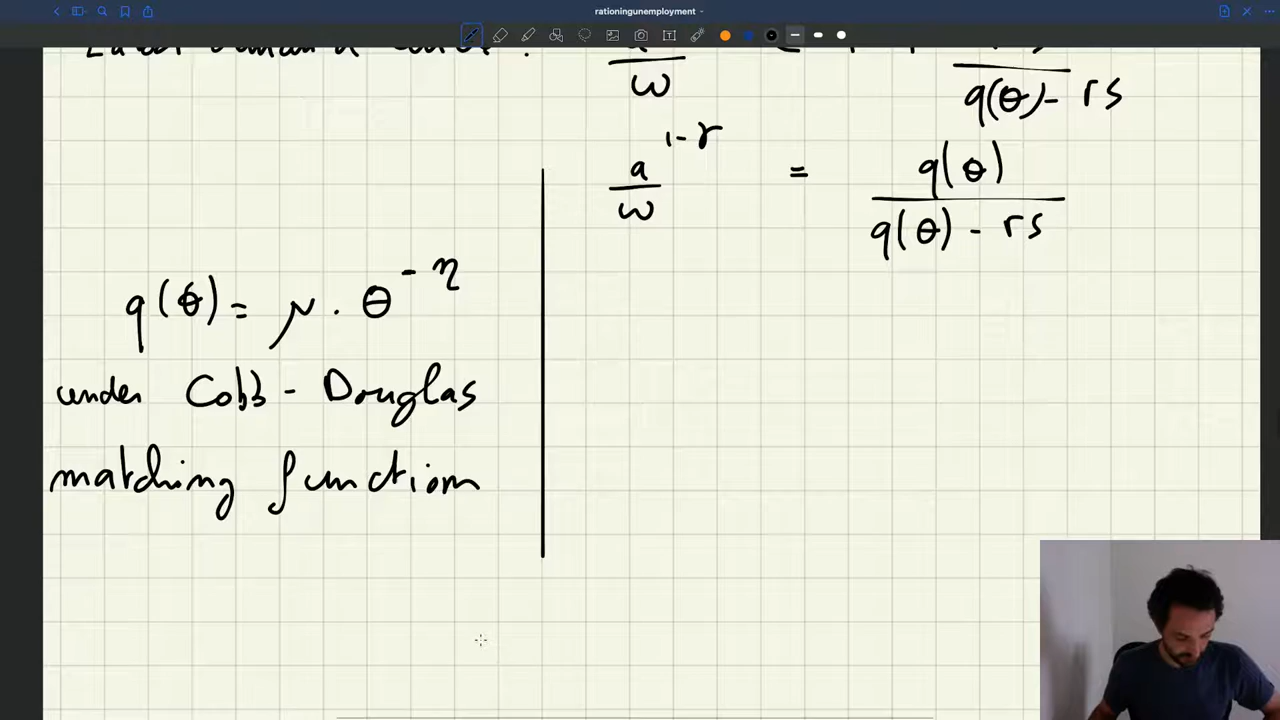 rationingunemployment
ω
q(θ) - rs
a^{1-γ} / ω = q(θ) / (q(θ) - rs)
q(θ) = μ · θ^{-η}
under Cobb-Douglas
matching function